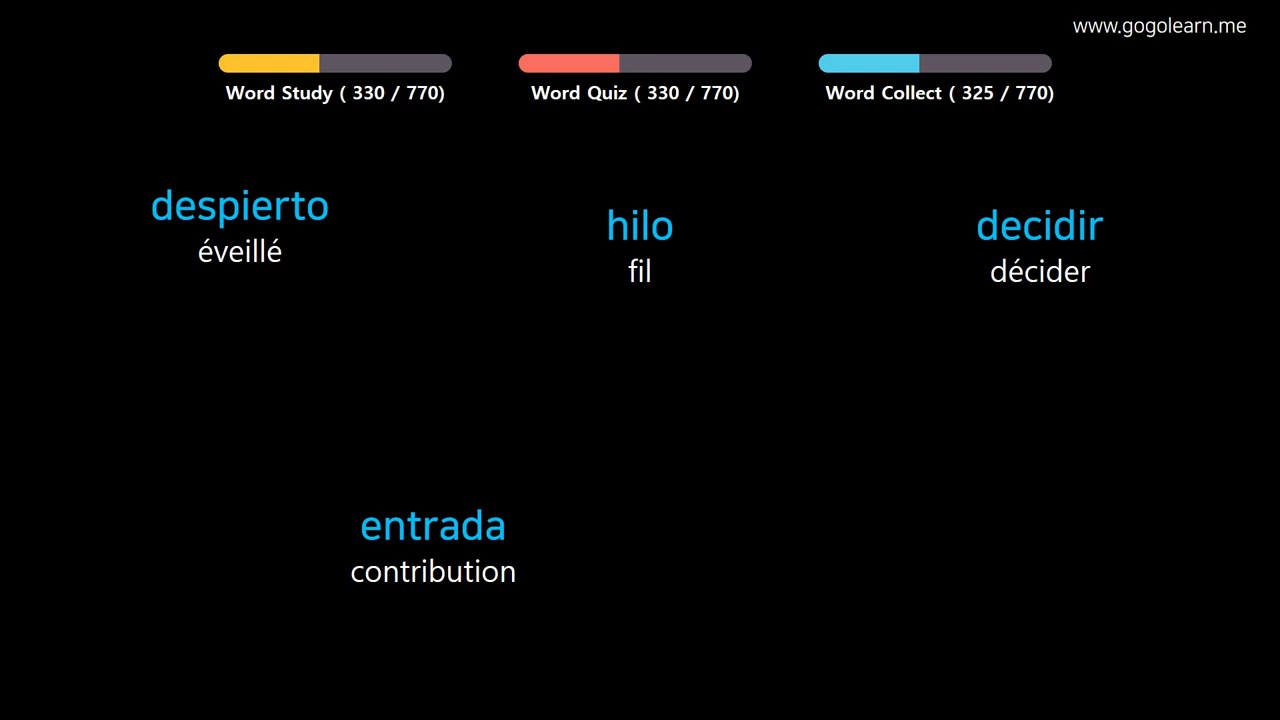 www.gogolearn.me
Word Study ( 330 / 770)
Word Quiz ( 330 / 770)
Word Collect ( 325 / 770)
despierto
éveillé
hilo
fil
decidir
décider
entrada
contribution